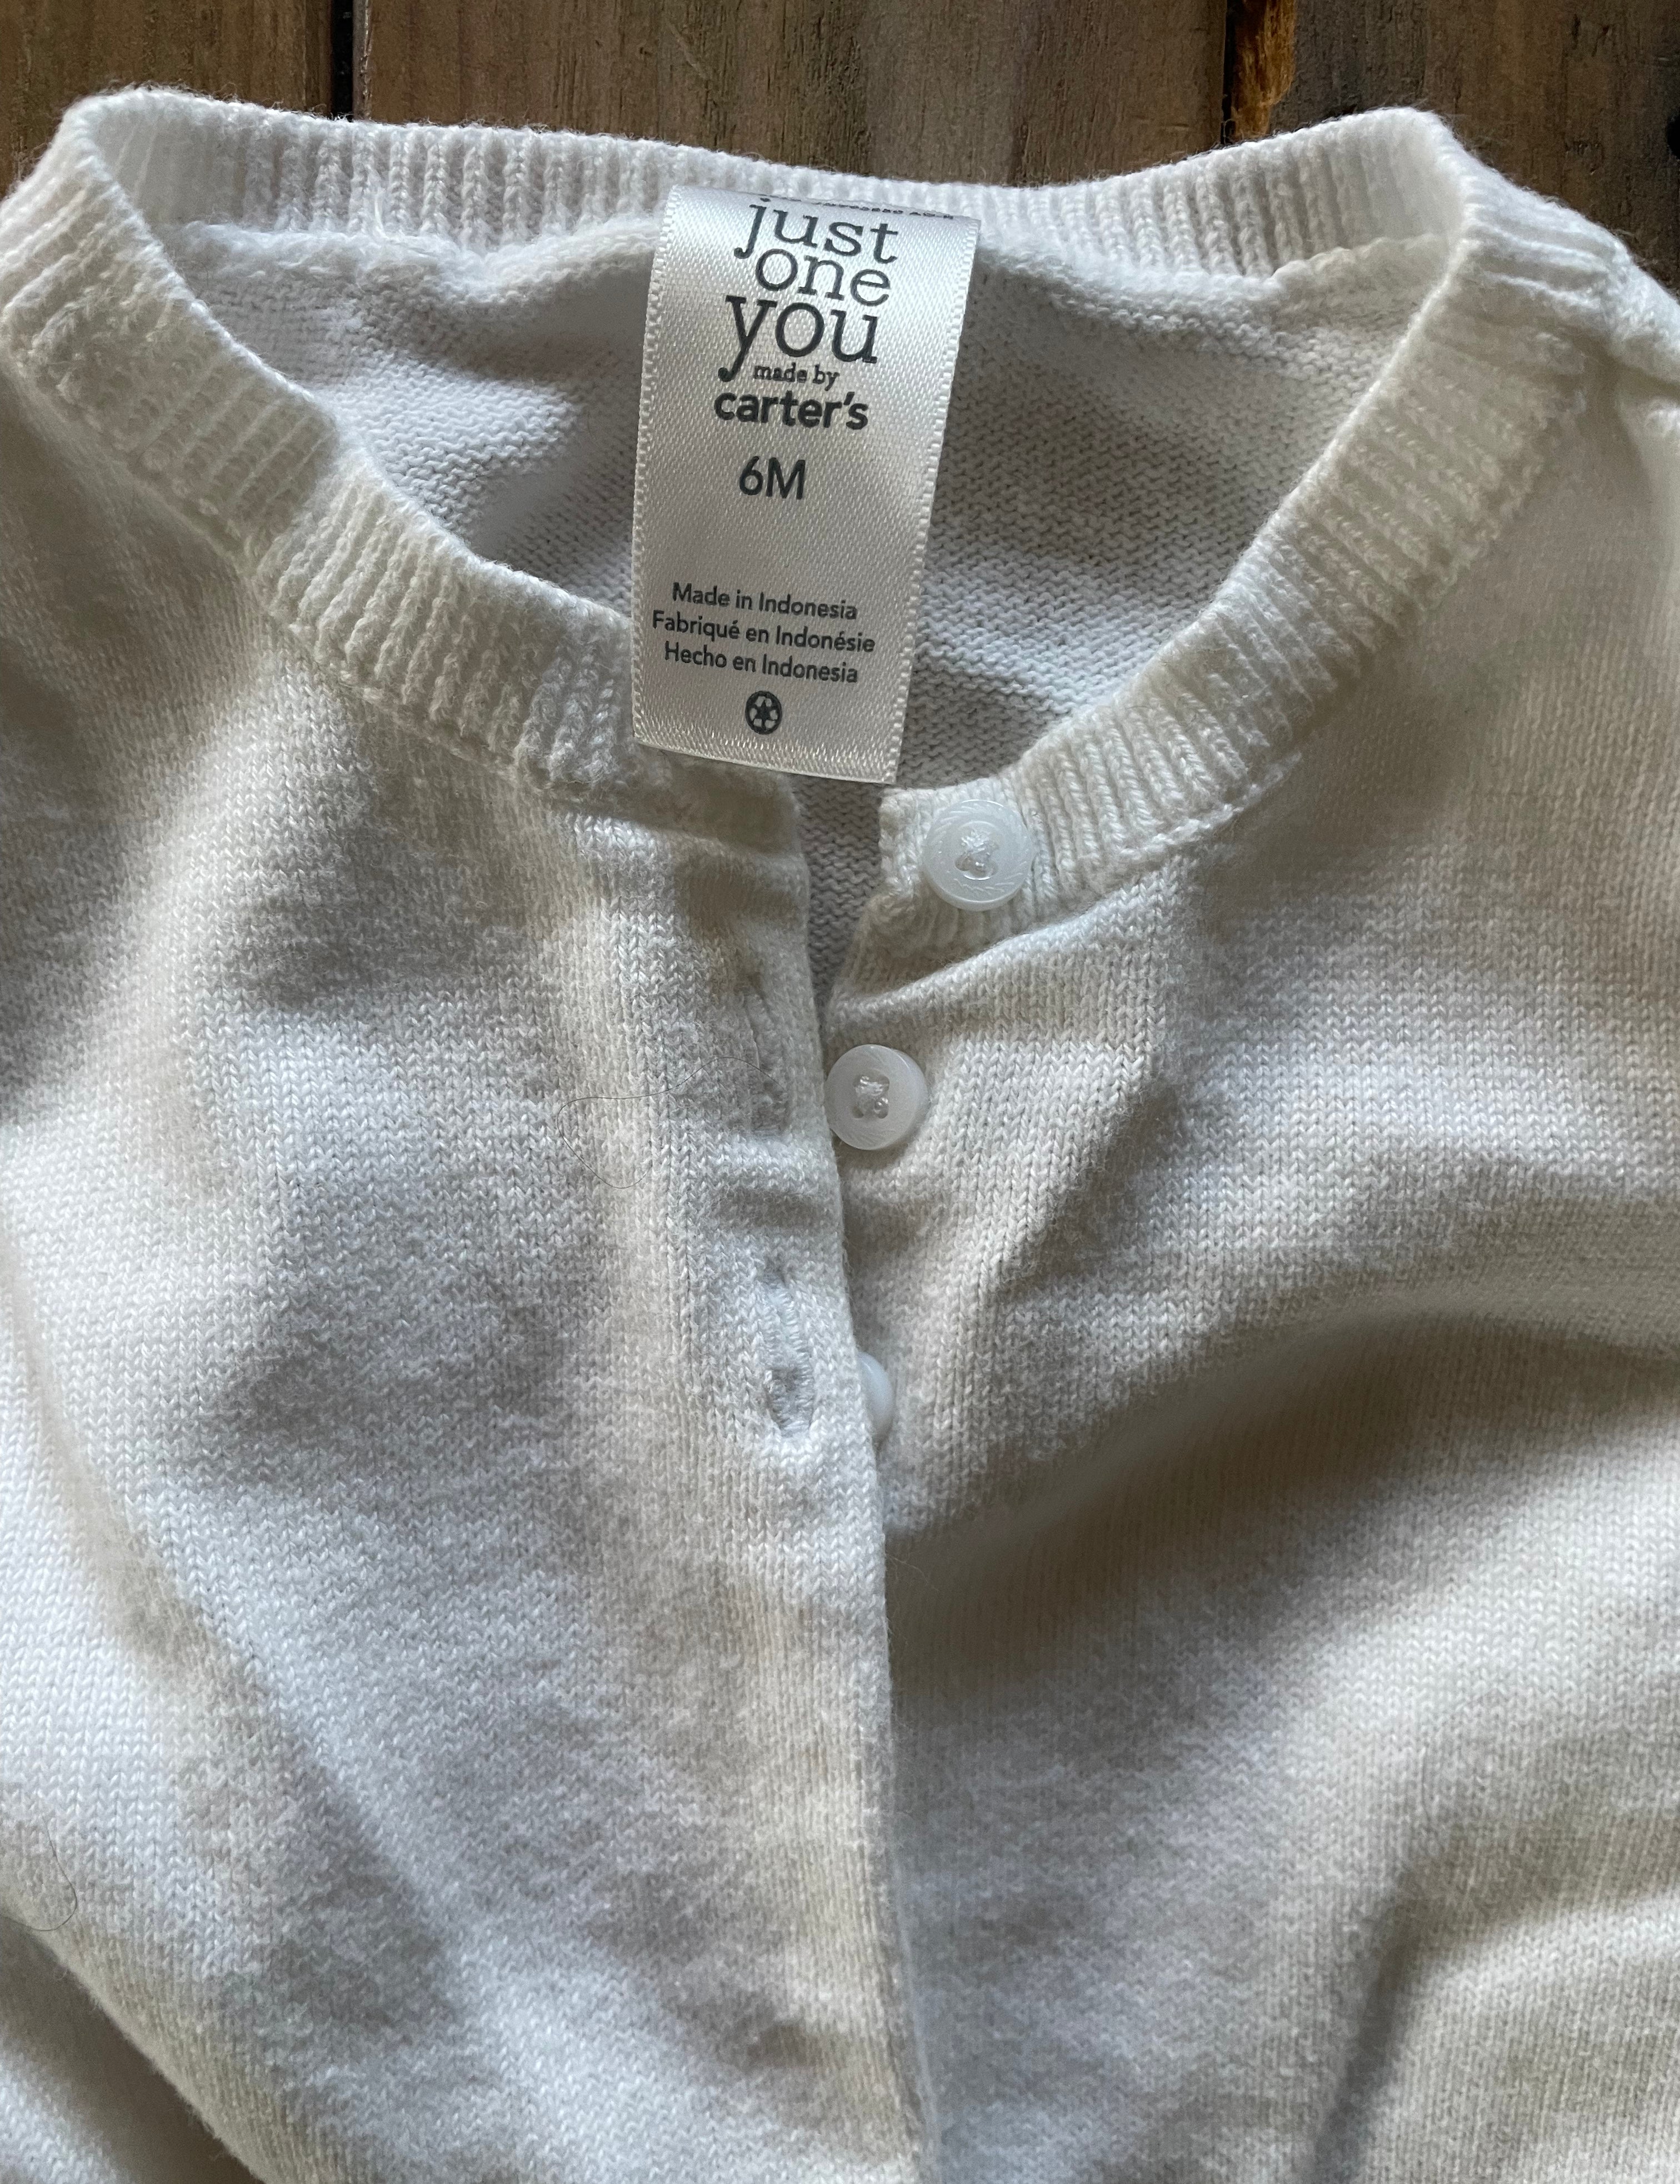 just
one
you
made by
carter's
6M
Made in Indonesia
Fabriqué en Indonésie
Hecho en Indonesia